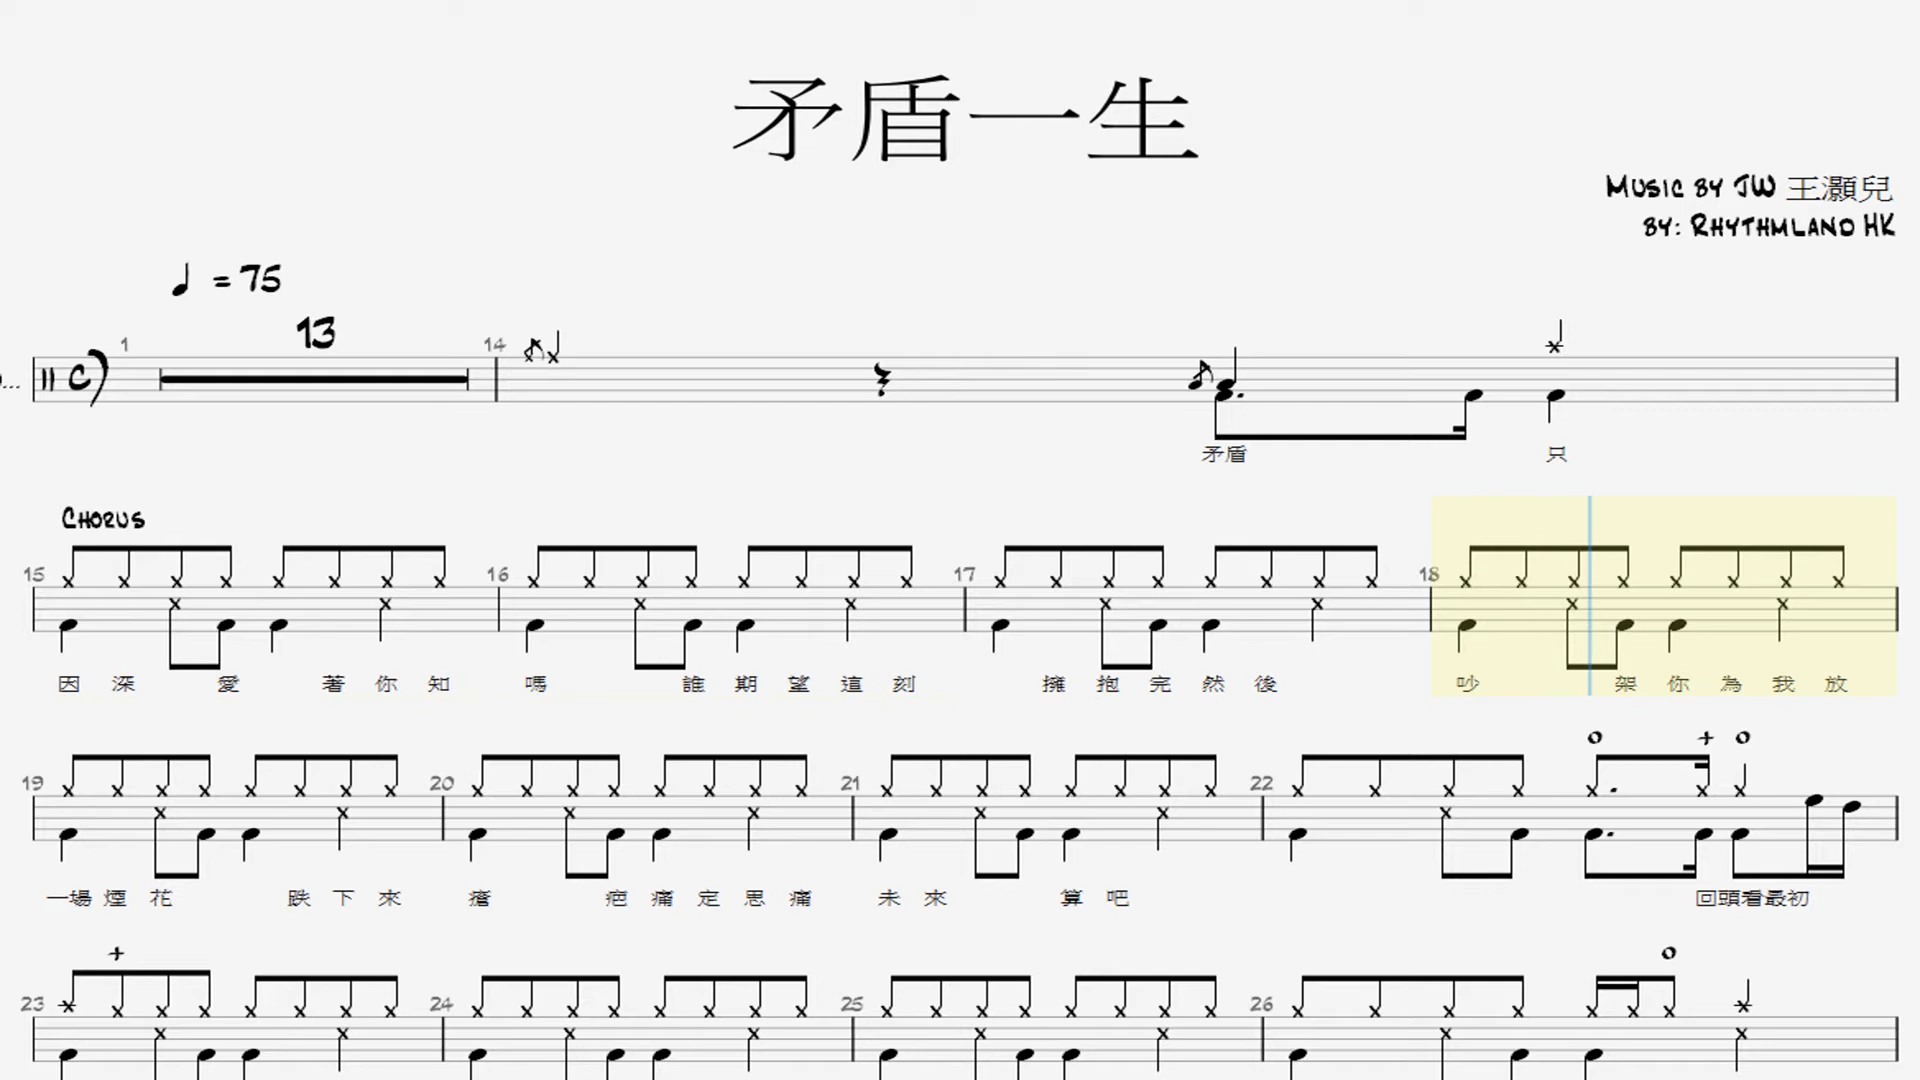 矛盾一生
Music by JW 王灝兒
by: Rhythmland HK
= 75
13
1
14
矛盾 只
Chorus
15 16 17 18
因 深 愛 著 你 知 嗎 誰 期 望 這 刻 擁 抱 完 然 後 吵 架 你 為 我 放
19 20 21 22
一場 煙 花 跌 下 來 瘡 疤 痛 定 思 痛 未 來 算 吧 回頭看最初
23 24 25 26